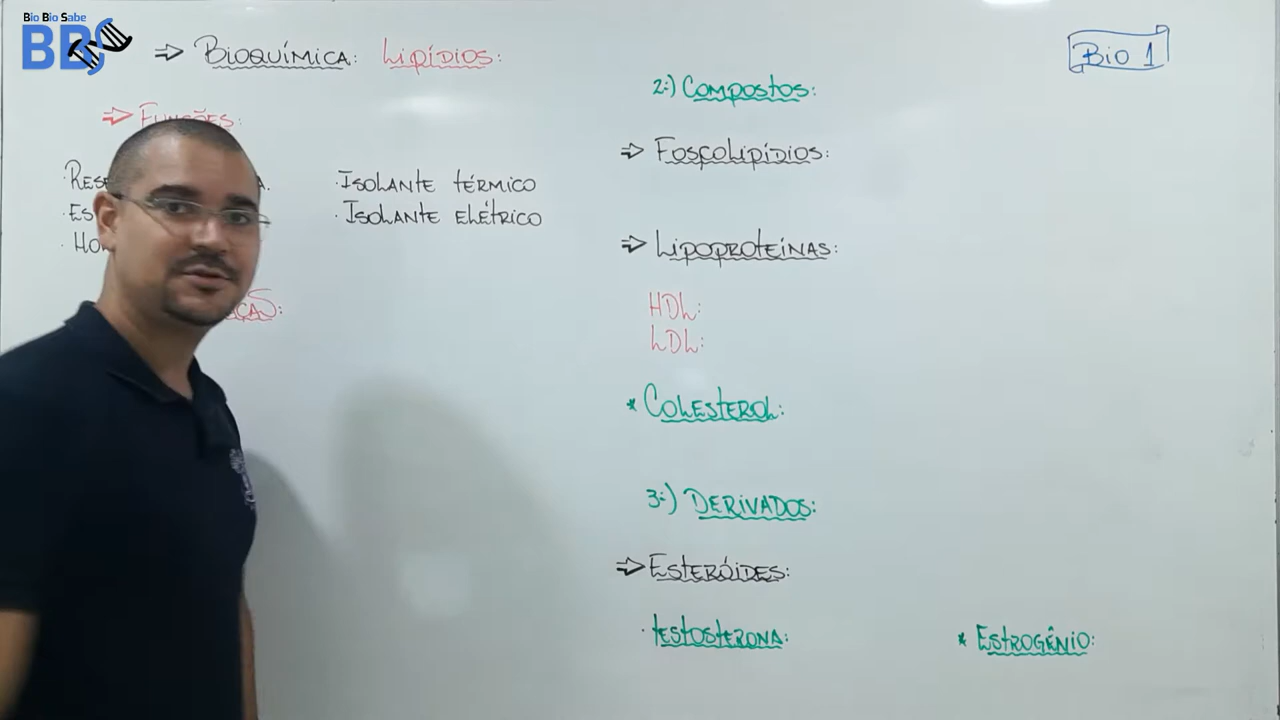 Bio Bio Sabe
BBS
⇒ Bioquímica: Lipídios:
⇒ Funções:
· Isolante térmico
· Isolante elétrico
2:) Compostos:
⇒ Fosfolipídios:
⇒ Lipoproteínas:
HDL:
LDL:
* Colesterol:
3:) Derivados:
⇒ Esteróides:
· Testosterona:
* Estrogênio:
Bio 1